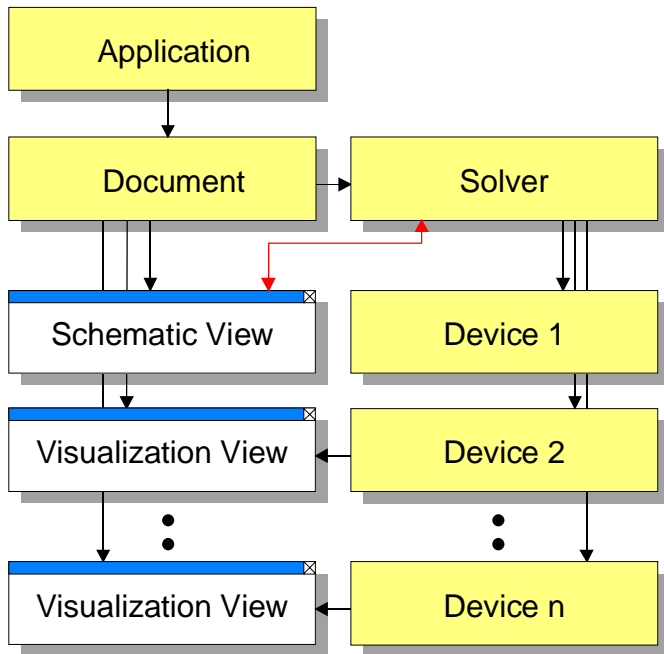 Application
Document
Solver
Schematic View
Device 1
Visualization View
Device 2
Visualization View
Device n